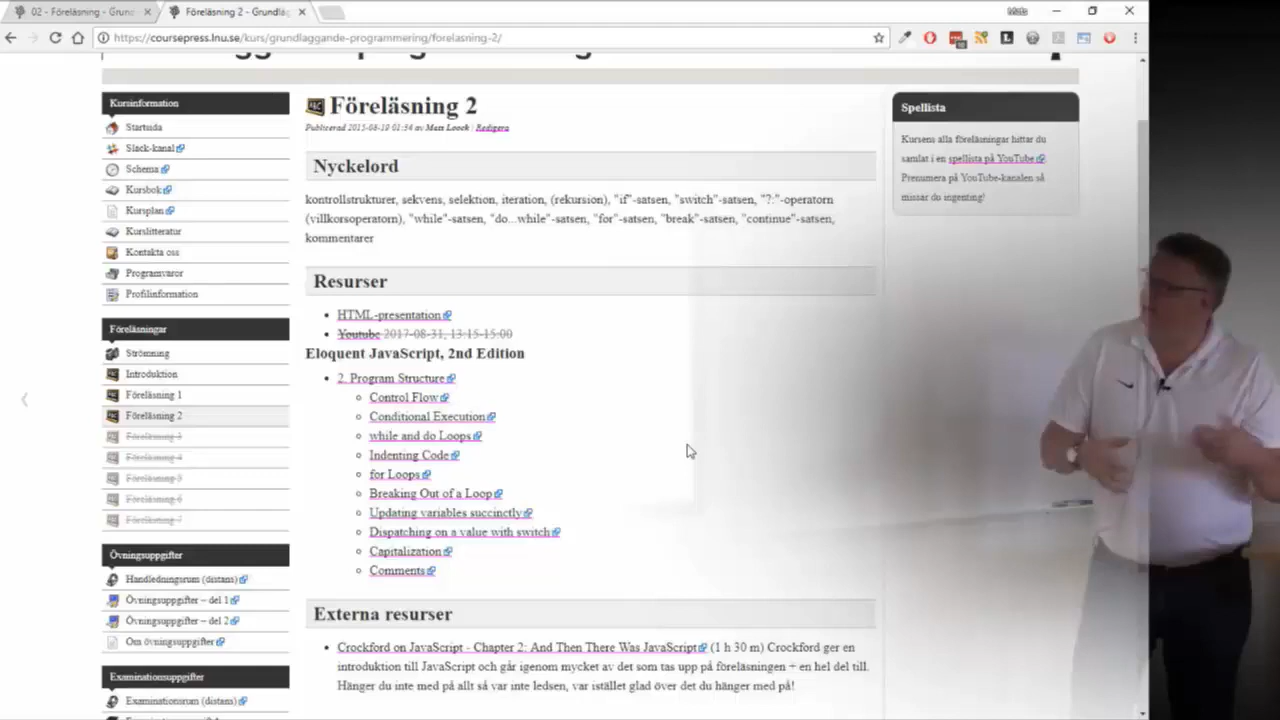 02 - Föreläsning - Grund
Föreläsning 2 - Grundläg
Mats
https://coursepress.lnu.se/kurs/grundlaggande-programmering/forelasning-2/
Kursinformation
Startsida
Slack-kanal
Schema
Kursbok
Kursplan
Kurslitteratur
Kontakta oss
Programvaror
Profilinformation
Föreläsningar
Strömning
Introduktion
Föreläsning 1
Föreläsning 2
Föreläsning 3
Föreläsning 4
Föreläsning 5
Föreläsning 6
Föreläsning 7
Övningsuppgifter
Handledningsrum (distans)
Övningsuppgifter – del 1
Övningsuppgifter – del 2
Om övningsuppgifter
Examinationsuppgifter
Examinationsrum (distans)
Föreläsning 2
Publicerad 2015-08-19 01:34 av Mats Loock | Redigera
Nyckelord
kontrollstrukturer, sekvens, selektion, iteration, (rekursion), "if"-satsen, "switch"-satsen, "?:"-operatorn
(villkorsoperatorn), "while"-satsen, "do...while"-satsen, "for"-satsen, "break"-satsen, "continue"-satsen,
kommentarer
Resurser
HTML-presentation
Youtube 2017-08-31, 13:15-15:00
Eloquent JavaScript, 2nd Edition
2. Program Structure
Control Flow
Conditional Execution
while and do Loops
Indenting Code
for Loops
Breaking Out of a Loop
Updating variables succinctly
Dispatching on a value with switch
Capitalization
Comments
Externa resurser
Crockford on JavaScript - Chapter 2: And Then There Was JavaScript (1 h 30 m) Crockford ger en
introduktion till JavaScript och går igenom mycket av det som tas upp på föreläsningen + en hel del till.
Hänger du inte med på allt så var inte ledsen, var istället glad över det du hänger med på!
Spellista
Kursens alla föreläsningar hittar du
samlat i en spellista på YouTube.
Prenumera på YouTube-kanalen så
missar du ingenting!